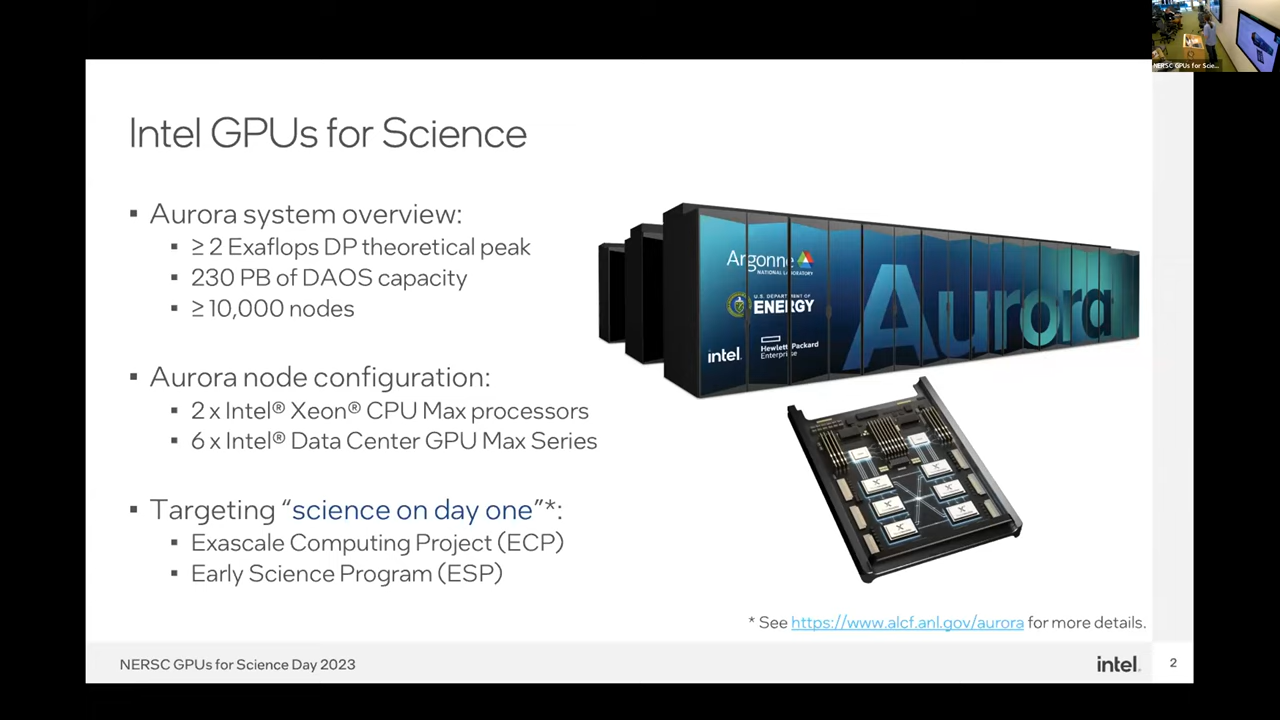 NERSC GPUs for Scie...
Intel GPUs for Science
▪ Aurora system overview:
▪ ≥ 2 Exaflops DP theoretical peak
▪ 230 PB of DAOS capacity
▪ ≥ 10,000 nodes
▪ Aurora node configuration:
▪ 2 x Intel® Xeon® CPU Max processors
▪ 6 x Intel® Data Center GPU Max Series
▪ Targeting “science on day one”*:
▪ Exascale Computing Project (ECP)
▪ Early Science Program (ESP)
Argonne
NATIONAL LABORATORY
U.S. DEPARTMENT OF
ENERGY
intel.
Hewlett Packard
Enterprise
Aurora
* See https://www.alcf.anl.gov/aurora for more details.
NERSC GPUs for Science Day 2023
intel.
2